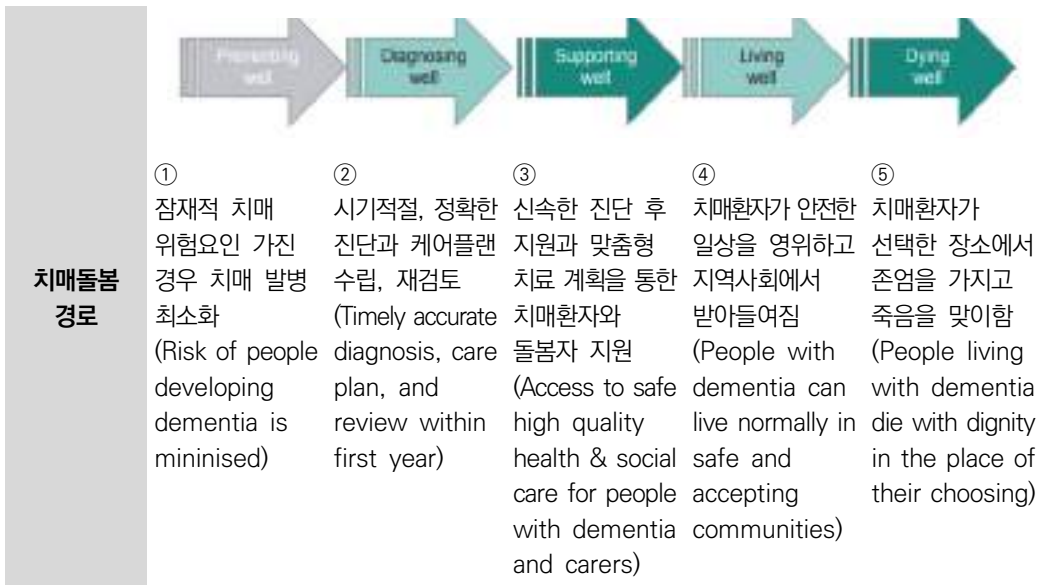 Preventing
well
Diagnosing
well
Supporting
well
Living
well
Dying
well
치매돌봄
경로
①
잠재적 치매
위험요인 가진
경우 치매 발병
최소화
(Risk of people
developing
dementia is
mininised)
②
시기적절, 정확한
진단과 케어플랜
수립, 재검토
(Timely accurate
diagnosis, care
plan, and
review within
first year)
③
신속한 진단 후
지원과 맞춤형
치료 계획을 통한
치매환자와
돌봄자 지원
(Access to safe
high quality
health & social
care for people
with dementia
and carers)
④
치매환자가 안전한
일상을 영위하고
지역사회에서
받아들여짐
(People with
dementia can
live normally in
safe and
accepting
communities)
⑤
치매환자가
선택한 장소에서
존엄을 가지고
죽음을 맞이함
(People living
with dementia
die with dignity
in the place of
their choosing)